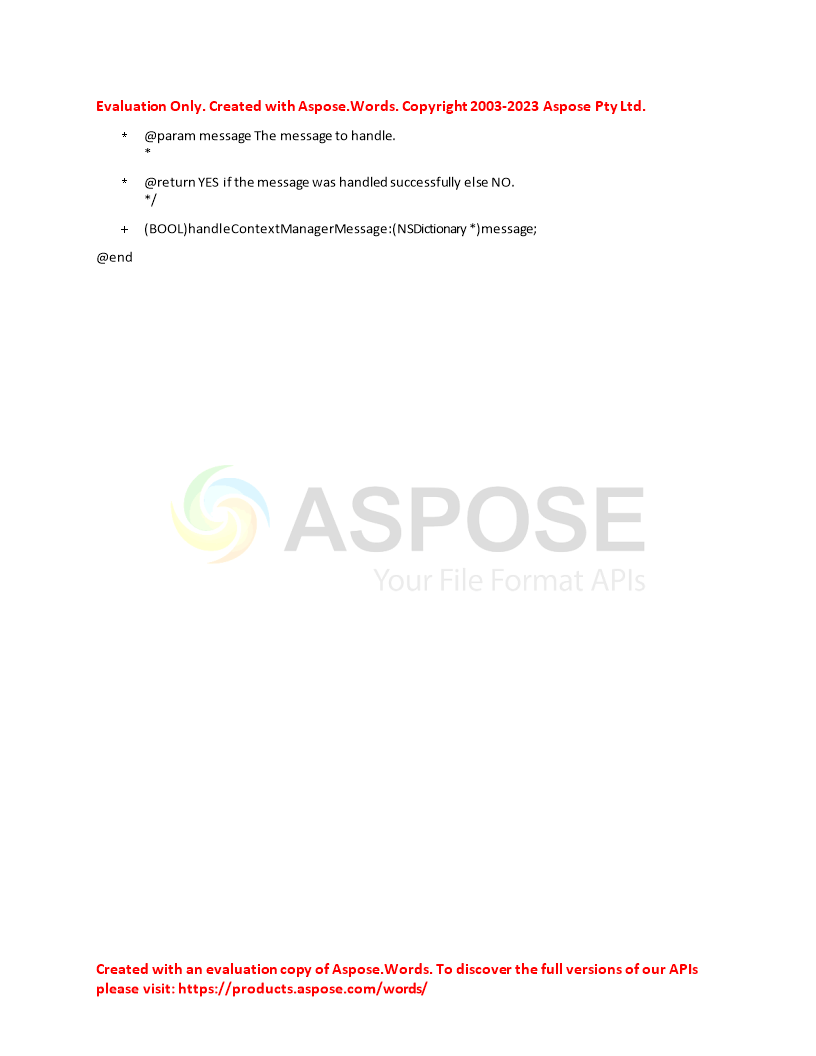 Evaluation Only. Created with Aspose.Words. Copyright 2003-2023 Aspose Pty Ltd.
* @param message The message to handle.
*
* @return YES if the message was handled successfully else NO.
*/
+ (BOOL)handleContextManagerMessage:(NSDictionary *)message;
@end
ASPOSE
Your File Format APIs
Created with an evaluation copy of Aspose.Words. To discover the full versions of our APIs
please visit: https://products.aspose.com/words/